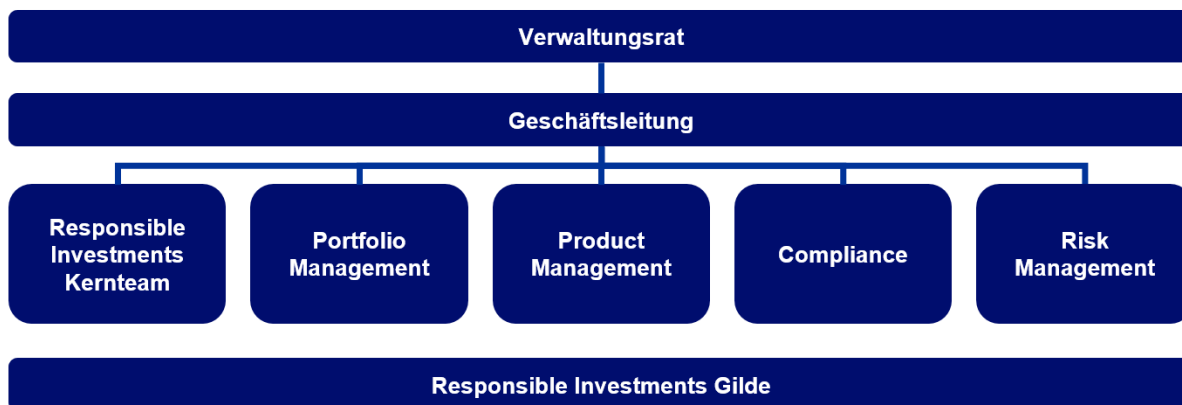 Verwaltungsrat
Geschäftsleitung
Responsible
Investments
Kernteam
Portfolio
Management
Product
Management
Compliance
Risk
Management
Responsible Investments Gilde